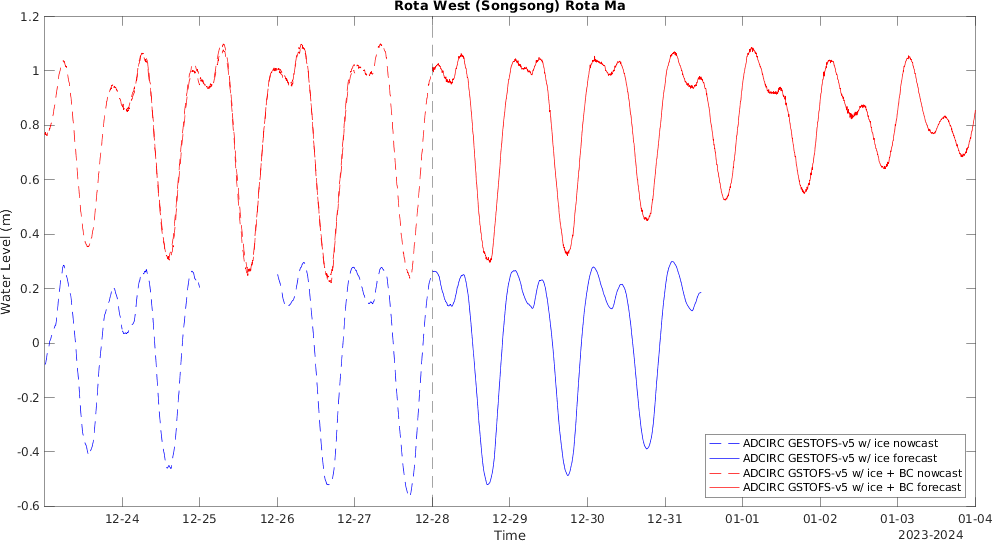 Rota West (Songsong) Rota Ma
1.2
1
0.8
0.6
0.4
0.2
0
-0.2
-0.4
-0.6
Water Level (m)
12-24 12-25 12-26 12-27 12-28 12-29 12-30 12-31 01-01 01-02 01-03 01-04
Time
2023-2024
ADCIRC GESTOFS-v5 w/ ice nowcast
ADCIRC GESTOFS-v5 w/ ice forecast
ADCIRC GSTOFS-v5 w/ ice + BC nowcast
ADCIRC GSTOFS-v5 w/ ice + BC forecast